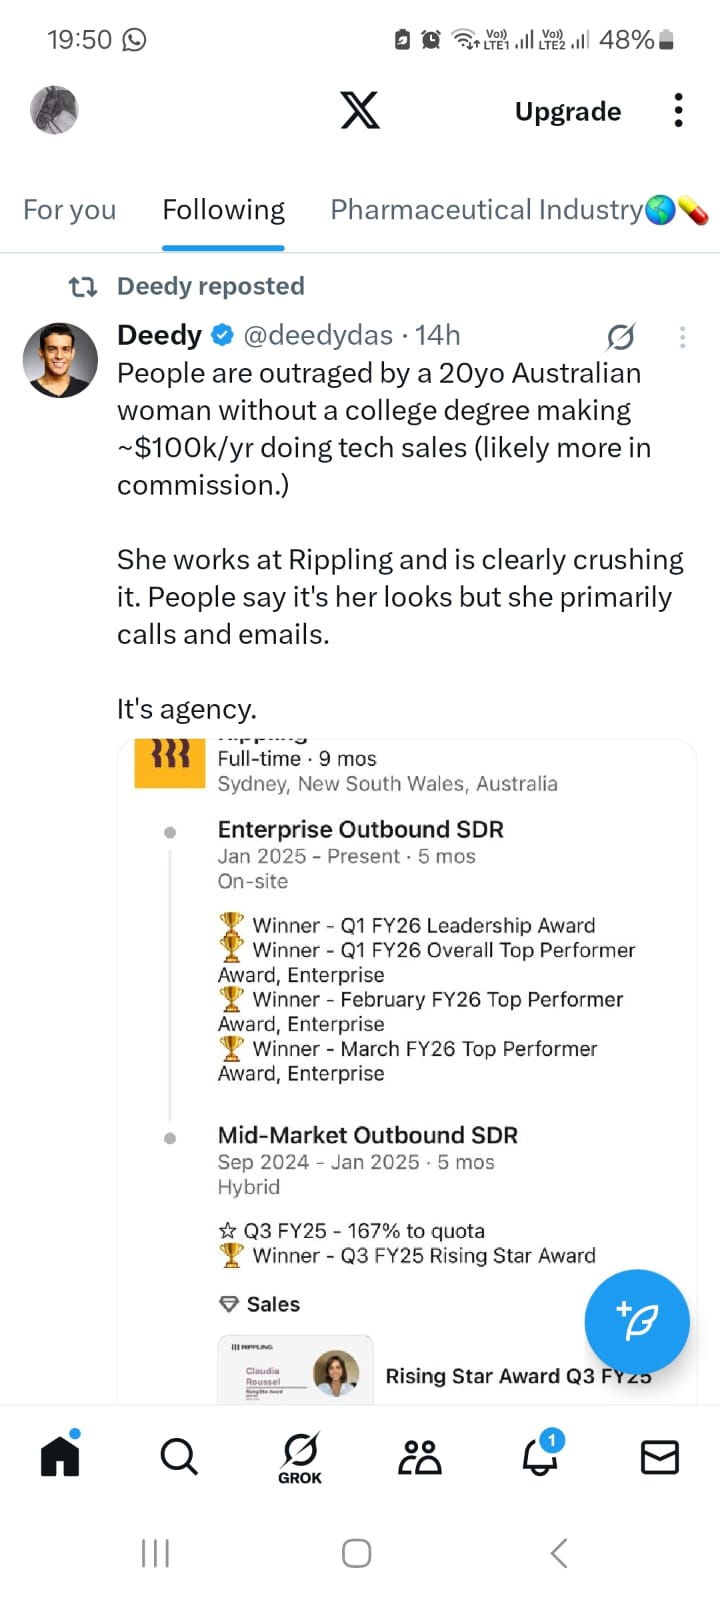 19:50
Vo)) LTE1 Vo)) LTE2 48%
X Upgrade
For you Following Pharmaceutical Industry🌎💊
Deedy reposted
Deedy @deedydas · 14h
People are outraged by a 20yo Australian
woman without a college degree making
~$100k/yr doing tech sales (likely more in
commission.)
She works at Rippling and is clearly crushing
it. People say it's her looks but she primarily
calls and emails.
It's agency.
Full-time · 9 mos
Sydney, New South Wales, Australia
Enterprise Outbound SDR
Jan 2025 - Present · 5 mos
On-site
🏆 Winner - Q1 FY26 Leadership Award
🏆 Winner - Q1 FY26 Overall Top Performer
Award, Enterprise
🏆 Winner - February FY26 Top Performer
Award, Enterprise
🏆 Winner - March FY26 Top Performer
Award, Enterprise
Mid-Market Outbound SDR
Sep 2024 - Jan 2025 · 5 mos
Hybrid
☆ Q3 FY25 - 167% to quota
🏆 Winner - Q3 FY25 Rising Star Award
Sales
RIPPLING
Claudia
Roussel
Rising Star Award
Rising Star Award Q3 FY25
1
GROK